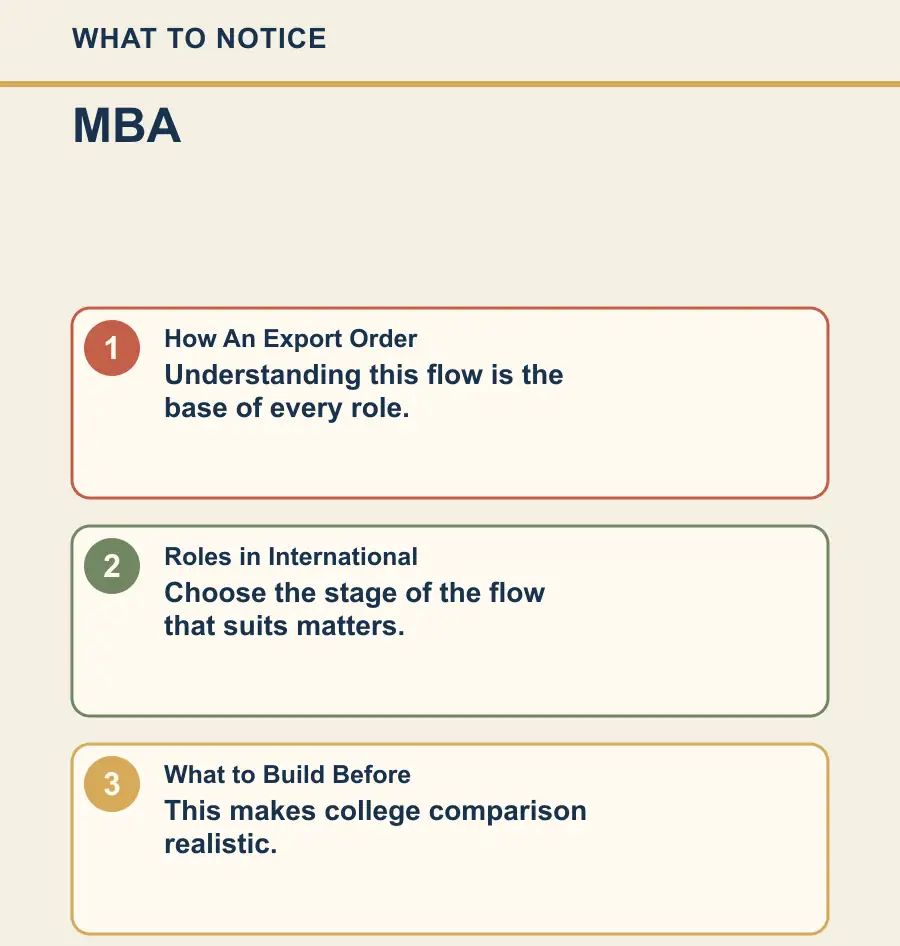 WHAT TO NOTICE
MBA
1
How An Export Order
Understanding this flow is the
base of every role.
2
Roles in International
Choose the stage of the flow
that suits matters.
3
What to Build Before
This makes college comparison
realistic.